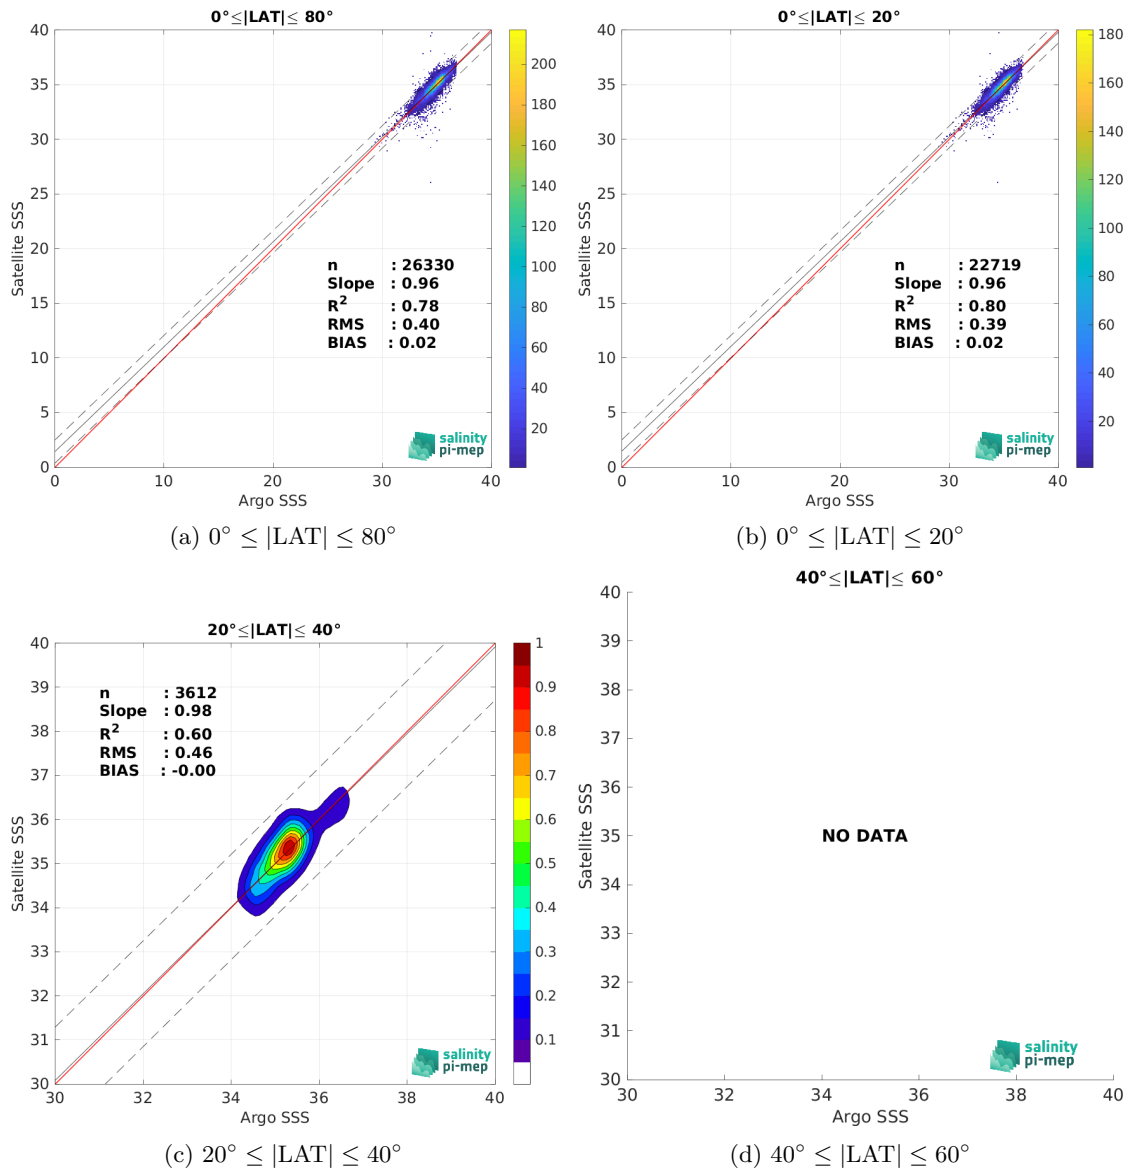 0°≤|LAT|≤ 80°
40
35
30
25
20
15
10
5
0
Satellite SSS
n : 26330
Slope : 0.96
R2 : 0.78
RMS : 0.40
BIAS : 0.02
salinity
pi-mep
0 10 20 30 40
Argo SSS
200
180
160
140
120
100
80
60
40
20
(a) 0° ≤ |LAT| ≤ 80°
0°≤|LAT|≤ 20°
40
35
30
25
20
15
10
5
0
Satellite SSS
n : 22719
Slope : 0.96
R2 : 0.80
RMS : 0.39
BIAS : 0.02
salinity
pi-mep
0 10 20 30 40
Argo SSS
180
160
140
120
100
80
60
40
20
(b) 0° ≤ |LAT| ≤ 20°
20°≤|LAT|≤ 40°
40
39
38
37
36
35
34
33
32
31
30
Satellite SSS
n : 3612
Slope : 0.98
R2 : 0.60
RMS : 0.46
BIAS : -0.00
salinity
pi-mep
30 32 34 36 38 40
Argo SSS
1
0.9
0.8
0.7
0.6
0.5
0.4
0.3
0.2
0.1
(c) 20° ≤ |LAT| ≤ 40°
40°≤|LAT|≤ 60°
40
39
38
37
36
35
34
33
32
31
30
Satellite SSS
NO DATA
salinity
pi-mep
30 32 34 36 38 40
Argo SSS
(d) 40° ≤ |LAT| ≤ 60°